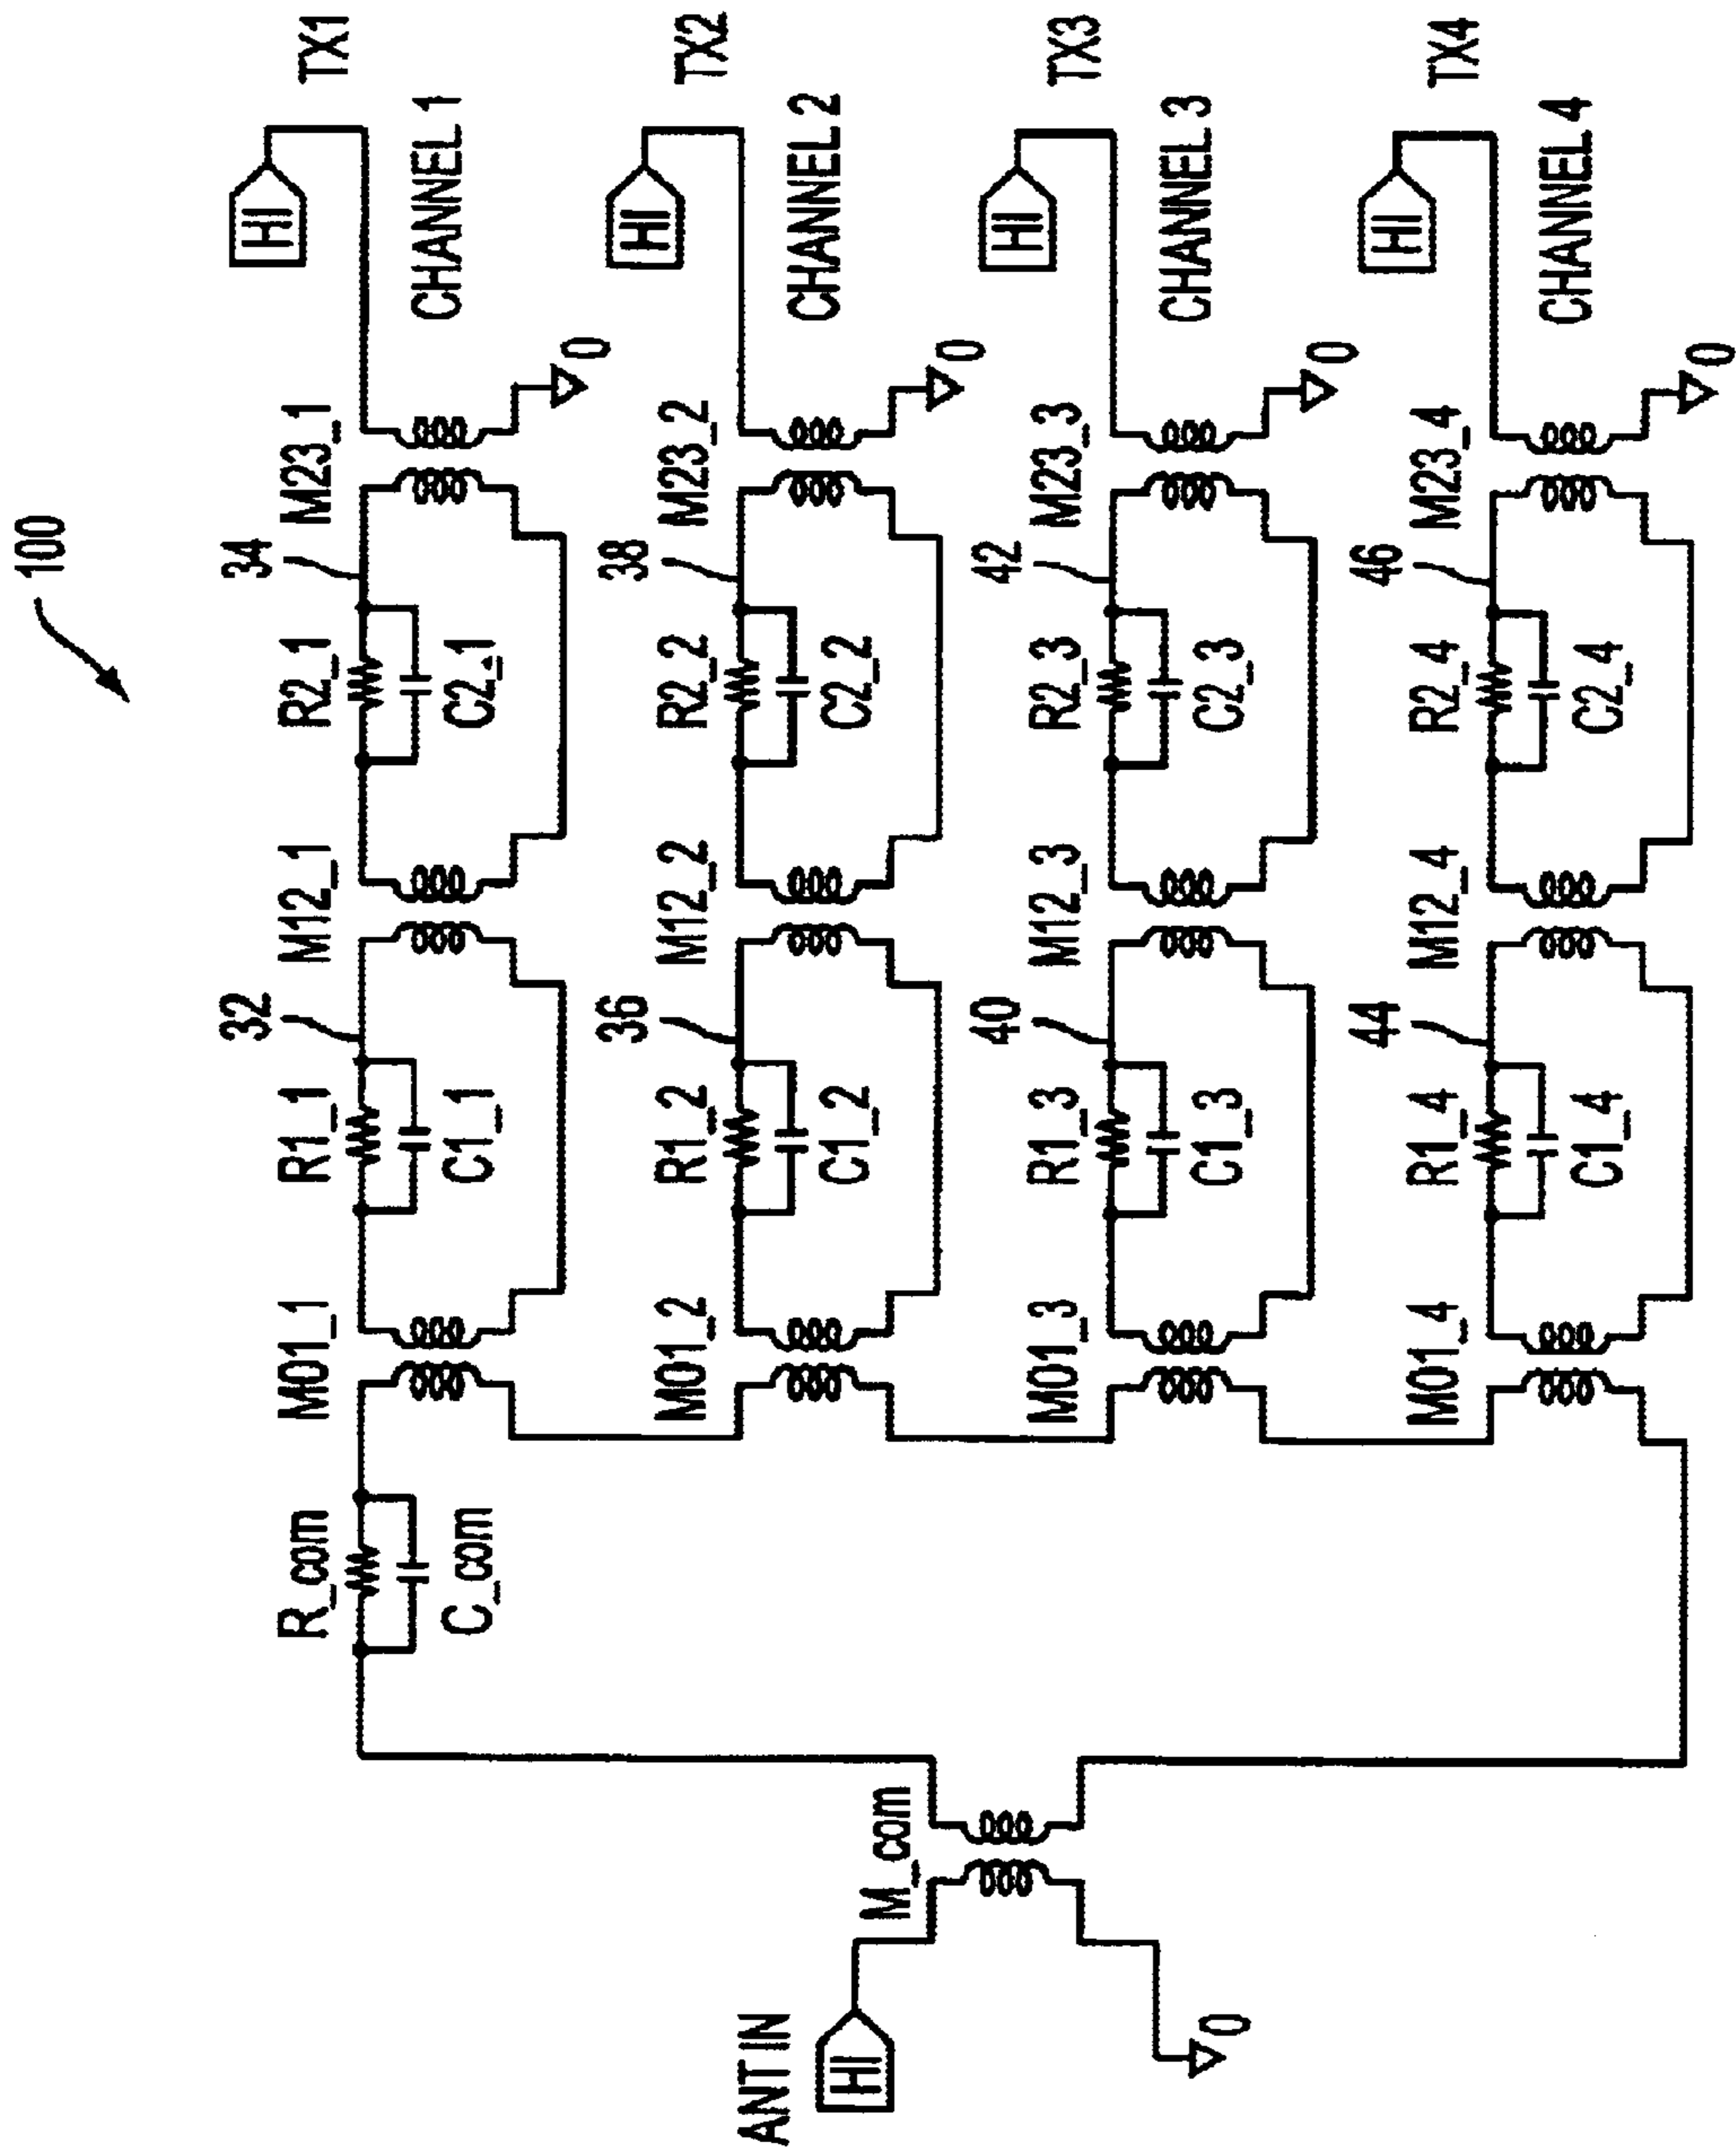 100
TX1
HI
CHANNEL 1
R_com
C_com
M01_1
R1_1
C1_1
32
M12_1
R2_1
C2_1
34
M23_1
0
TX2
HI
CHANNEL 2
M01_2
R1_2
C1_2
36
M12_2
R2_2
C2_2
38
M23_2
0
TX3
HI
CHANNEL 3
M01_3
R1_3
C1_3
40
M12_3
R2_3
C2_3
42
M23_3
0
TX4
HI
CHANNEL 4
M01_4
R1_4
C1_4
44
M12_4
R2_4
C2_4
46
M23_4
0
M_com
ANT IN
HI
0